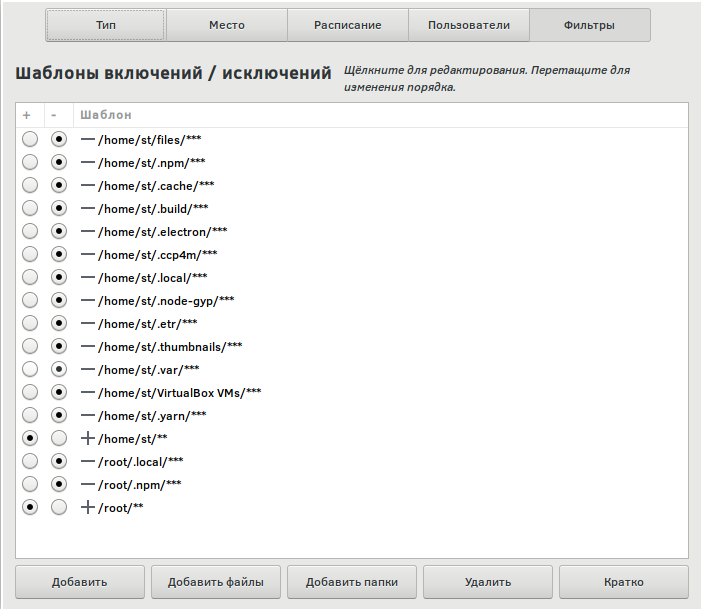 Тип Место Расписание Пользователи Фильтры
Шаблоны включений / исключений
Щёлкните для редактирования. Перетащите для
изменения порядка.
+ - Шаблон
— /home/st/files/***
— /home/st/.npm/***
— /home/st/.cache/***
— /home/st/.build/***
— /home/st/.electron/***
— /home/st/.ccp4m/***
— /home/st/.local/***
— /home/st/.node-gyp/***
— /home/st/.etr/***
— /home/st/.thumbnails/***
— /home/st/.var/***
— /home/st/VirtualBox VMs/***
— /home/st/.yarn/***
+ /home/st/**
— /root/.local/***
— /root/.npm/***
+ /root/**
Добавить Добавить файлы Добавить папки Удалить Кратко